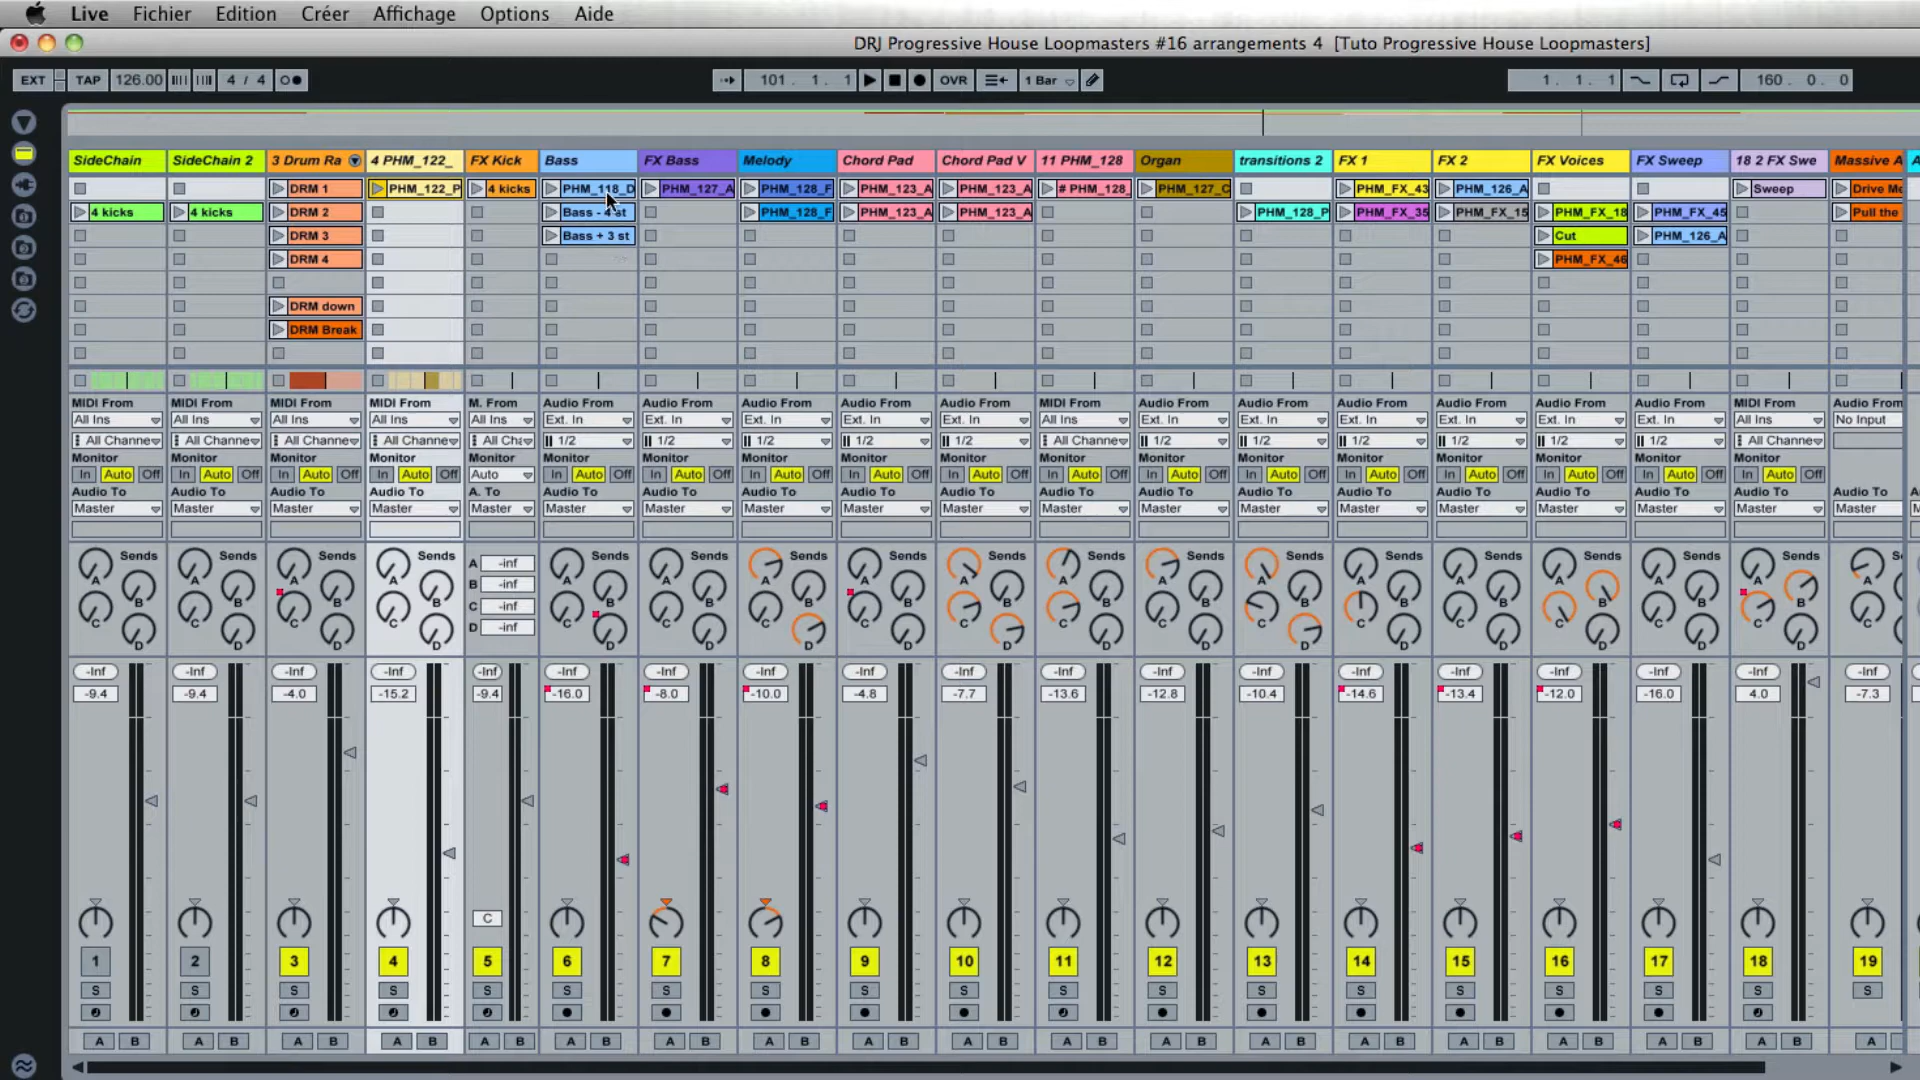 Live Fichier Edition Créer Affichage Options Aide
DRJ Progressive House Loopmasters #16 arrangements 4 [Tuto Progressive House Loopmasters]
EXT TAP 126.00 4 / 4 101. 1. 1 OVR 1 Bar 1. 1. 1 160. 0. 0
SideChain SideChain 2 3 Drum Ra 4 PHM_122_ FX Kick Bass FX Bass Melody Chord Pad Chord Pad V 11 PHM_128 Organ transitions 2 FX 1 FX 2 FX Voices FX Sweep 18 2 FX Swe Massive A
DRM 1 PHM_122_P 4 kicks PHM_118_D PHM_127_A PHM_128_F PHM_123_A PHM_123_A # PHM_128_ PHM_127_C PHM_FX_43 PHM_126_A Sweep Drive Me
4 kicks 4 kicks DRM 2 Bass - 4 st PHM_128_F PHM_123_A PHM_123_A PHM_128_P PHM_FX_35 PHM_FX_15 PHM_FX_18 PHM_FX_45 Pull the
DRM 3 Bass + 3 st Cut PHM_126_A
DRM 4 PHM_FX_46
DRM down
DRM Break
MIDI From MIDI From MIDI From MIDI From M. From Audio From Audio From Audio From Audio From Audio From MIDI From Audio From Audio From Audio From Audio From Audio From Audio From MIDI From Audio From
All Ins All Ins All Ins All Ins All Ins Ext. In Ext. In Ext. In Ext. In Ext. In All Ins Ext. In Ext. In Ext. In Ext. In Ext. In Ext. In All Ins No Input
All Channe All Channe All Channe All Channe All Cha 1/2 1/2 1/2 1/2 1/2 All Channe 1/2 1/2 1/2 1/2 1/2 1/2 All Channe
Monitor Monitor Monitor Monitor Monitor Monitor Monitor Monitor Monitor Monitor Monitor Monitor Monitor Monitor Monitor Monitor Monitor Monitor
In Auto Off In Auto Off In Auto Off In Auto Off Auto In Auto Off In Auto Off In Auto Off In Auto Off In Auto Off In Auto Off In Auto Off In Auto Off In Auto Off In Auto Off In Auto Off In Auto Off In Auto Off
Audio To Audio To Audio To Audio To A. To Audio To Audio To Audio To Audio To Audio To Audio To Audio To Audio To Audio To Audio To Audio To Audio To Audio To Audio To
Master Master Master Master Master Master Master Master Master Master Master Master Master Master Master Master Master Master Master
Sends Sends Sends Sends A -inf Sends Sends Sends Sends Sends Sends Sends Sends Sends Sends Sends Sends Sends
A A A A B -inf A A A A A A A A A A A A A A
B B B B C -inf B B B B B B B B B B B B B
C C C C D -inf C C C C C C C C C C C C C C
D D D D D D D D D D D D D D D D D
-Inf -Inf -Inf -Inf -Inf -Inf -Inf -Inf -Inf -Inf -Inf -Inf -Inf -Inf -Inf -Inf -Inf -Inf -Inf
-9.4 -9.4 -4.0 -15.2 -9.4 -16.0 -8.0 -10.0 -4.8 -7.7 -13.6 -12.8 -10.4 -14.6 -13.4 -12.0 -16.0 4.0 -7.3
C
1 2 3 4 5 6 7 8 9 10 11 12 13 14 15 16 17 18 19
S S S S S S S S S S S S S S S S S S S
A B A B A B A B A B A B A B A B A B A B A B A B A B A B A B A B A B A B A